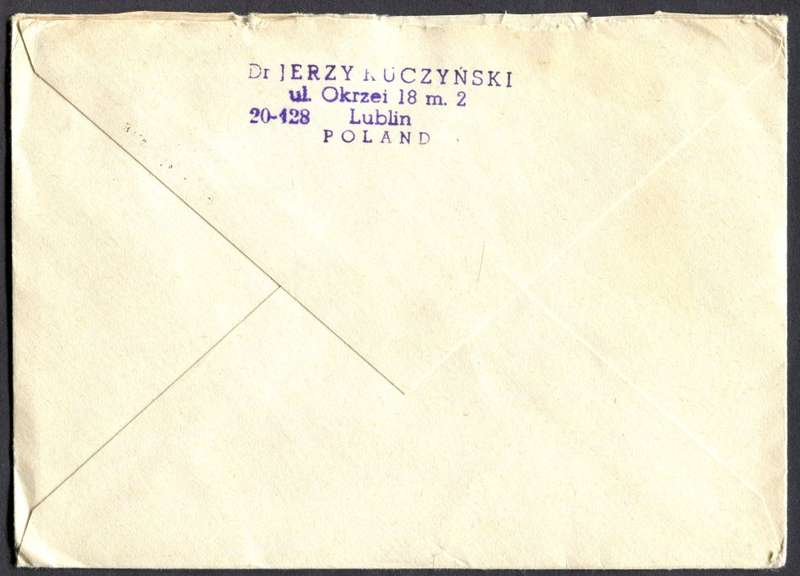 Dr JERZY KUCZYŃSKI
ul. Okrzei 18 m. 2
20-128 Lublin
POLAND